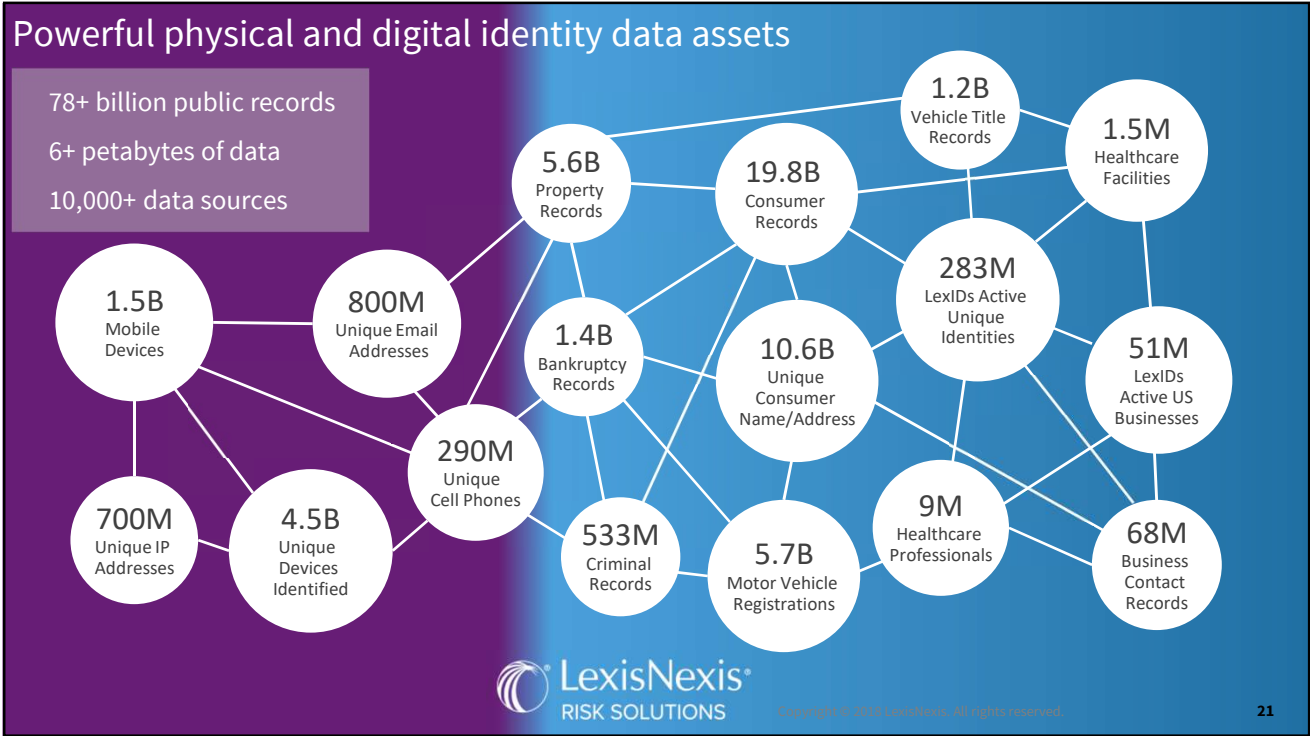 Powerful physical and digital identity data assets
78+ billion public records
6+ petabytes of data
10,000+ data sources
1.2B
Vehicle Title
Records
1.5M
Healthcare
Facilities
5.6B
Property
Records
19.8B
Consumer
Records
283M
LexIDs Active
Unique
Identities
1.5B
Mobile
Devices
800M
Unique Email
Addresses
1.4B
Bankruptcy
Records
10.6B
Unique
Consumer
Name/Address
51M
LexIDs
Active US
Businesses
290M
Unique
Cell Phones
700M
Unique IP
Addresses
4.5B
Unique
Devices
Identified
533M
Criminal
Records
5.7B
Motor Vehicle
Registrations
9M
Healthcare
Professionals
68M
Business
Contact
Records
LexisNexis®
RISK SOLUTIONS
Copyright © LexisNexis. All rights reserved.
21